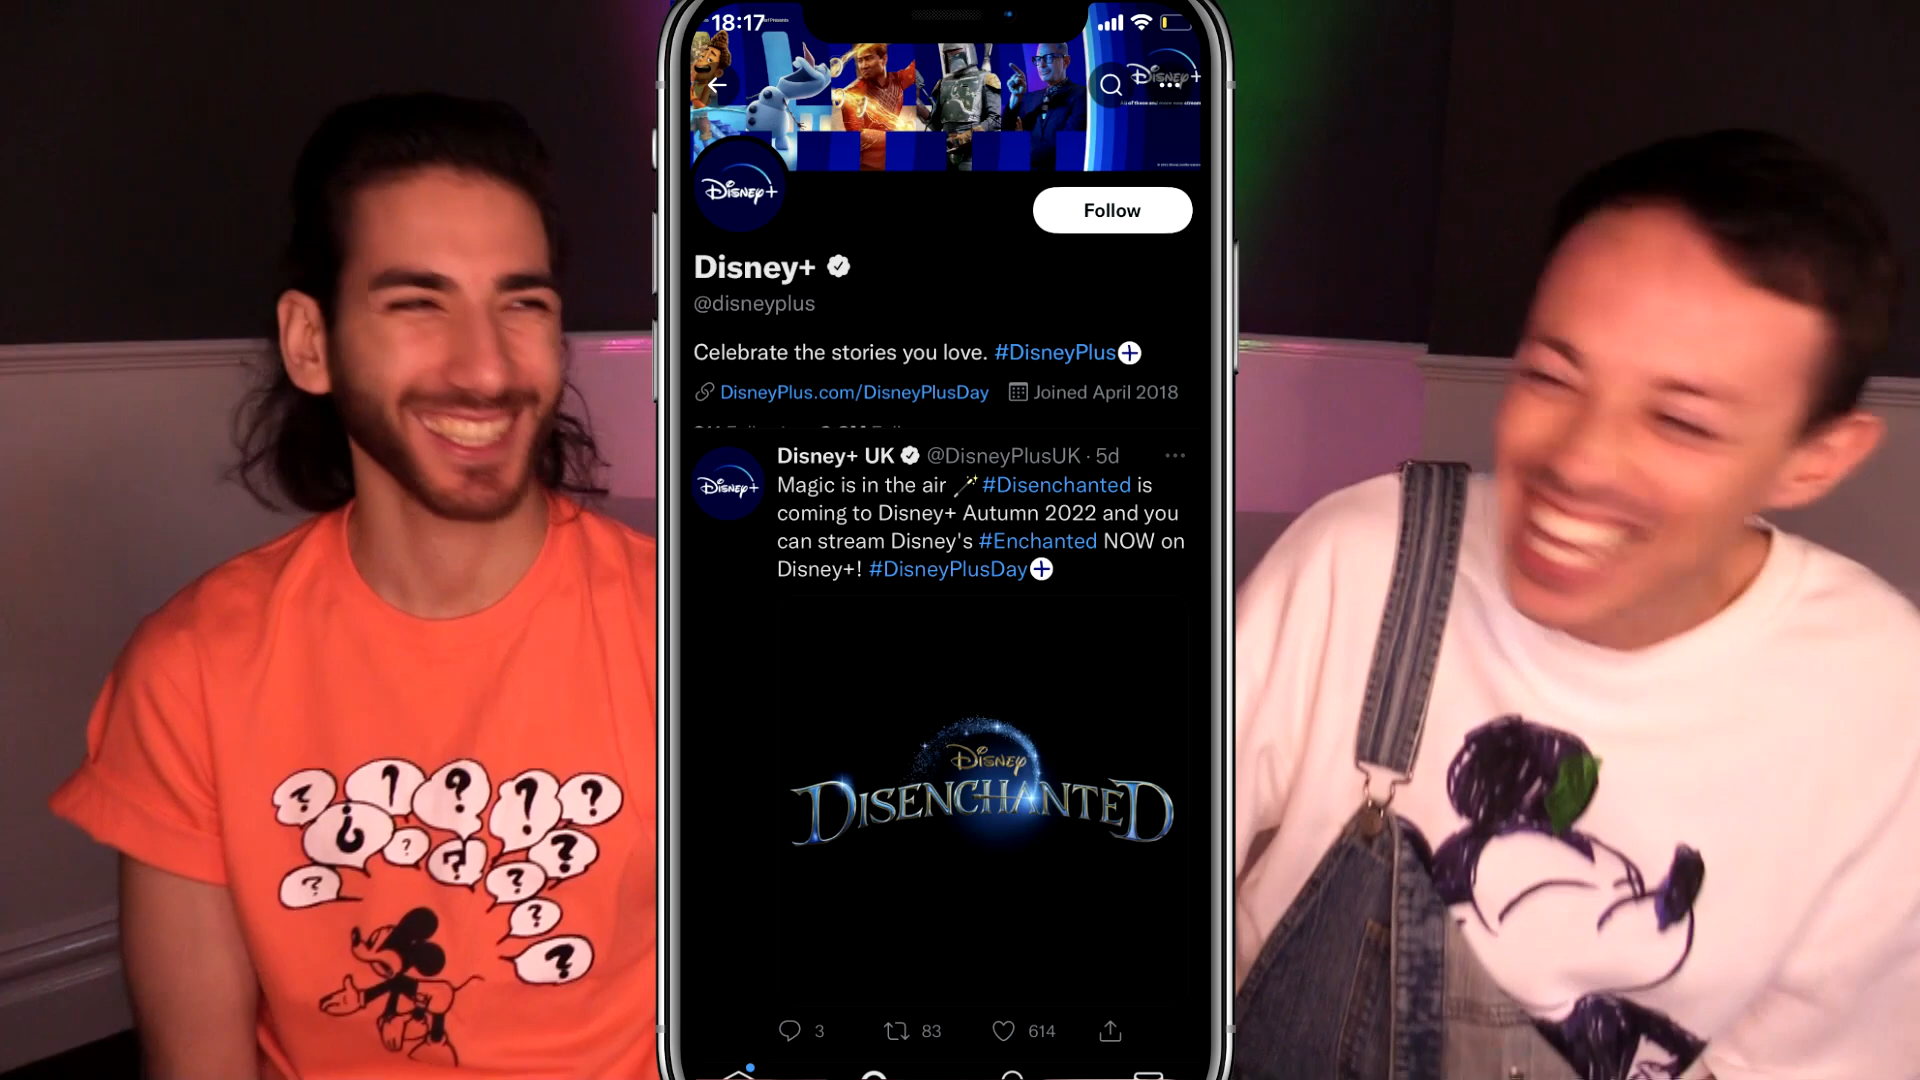 18:17
Disney+
Disney+
Follow
Disney+
@disneyplus
Celebrate the stories you love. #DisneyPlus
DisneyPlus.com/DisneyPlusDay Joined April 2018
Disney+
Disney+ UK @DisneyPlusUK · 5d
Magic is in the air #Disenchanted is
coming to Disney+ Autumn 2022 and you
can stream Disney's #Enchanted NOW on
Disney+! #DisneyPlusDay
Disney
DISENCHANTED
3 83 614
? ? ? ? ?
? ? ? ?
? ?
?
?